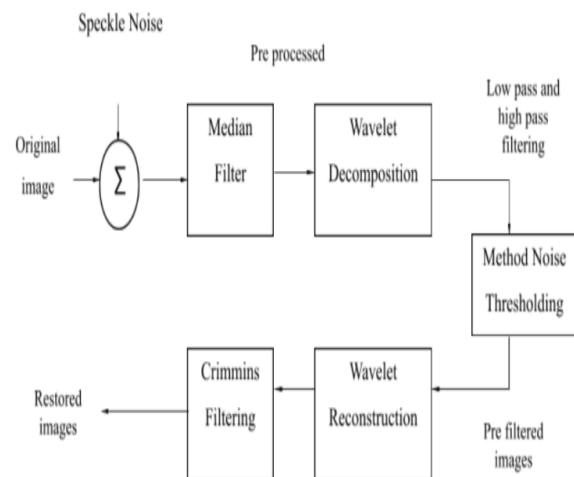 Speckle Noise
Pre processed
Low pass and
high pass
filtering
Original
image
Σ
Median
Filter
Wavelet
Decomposition
Method Noise
Thresholding
Crimmins
Filtering
Wavelet
Reconstruction
Restored
images
Pre filtered
images